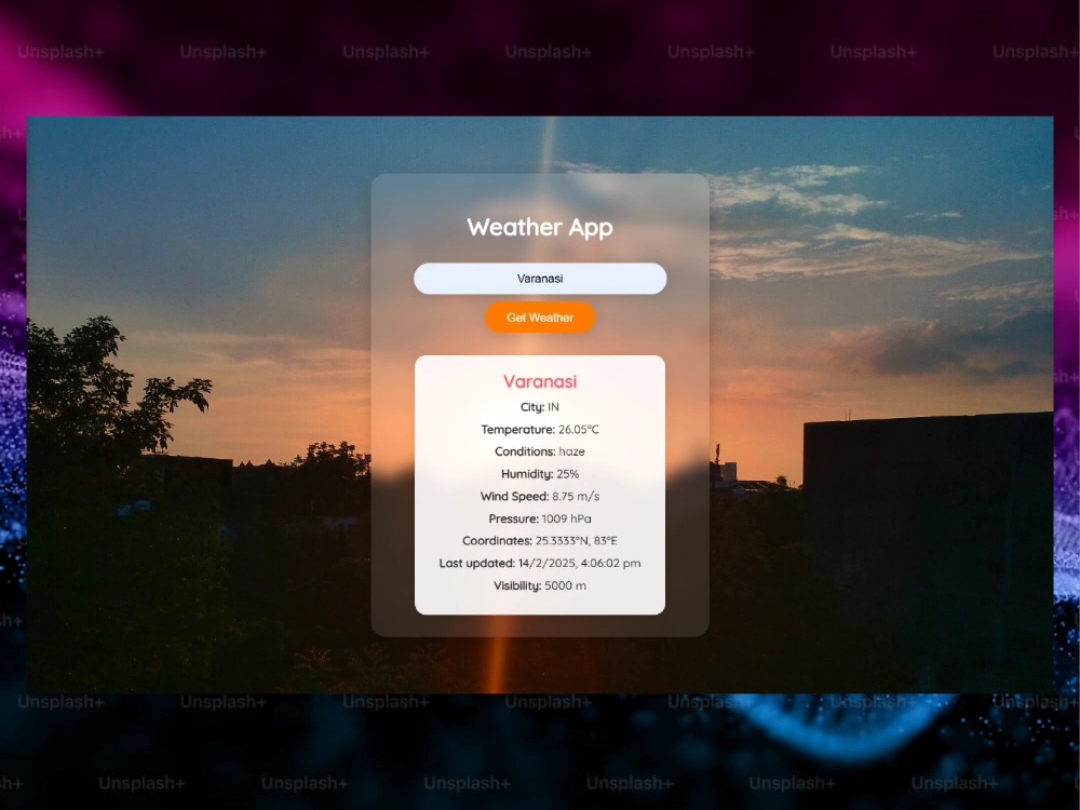 Unsplash+ Unsplash+ Unsplash+ Unsplash+ Unsplash+ Unsplash+ Unsplash+
Weather App
Varanasi
Get Weather
Varanasi
City: IN
Temperature: 26.05°C
Conditions: haze
Humidity: 25%
Wind Speed: 8.75 m/s
Pressure: 1009 hPa
Coordinates: 25.3333°N, 83°E
Last updated: 14/2/2025, 4:06:02 pm
Visibility: 5000 m
Unsplash+ Unsplash+ Unsplash+ Unsplash+ Unsplash+ Unsplash+ Unsplash+
Unsplash+ Unsplash+ Unsplash+ Unsplash+ Unsplash+ Unsplash+